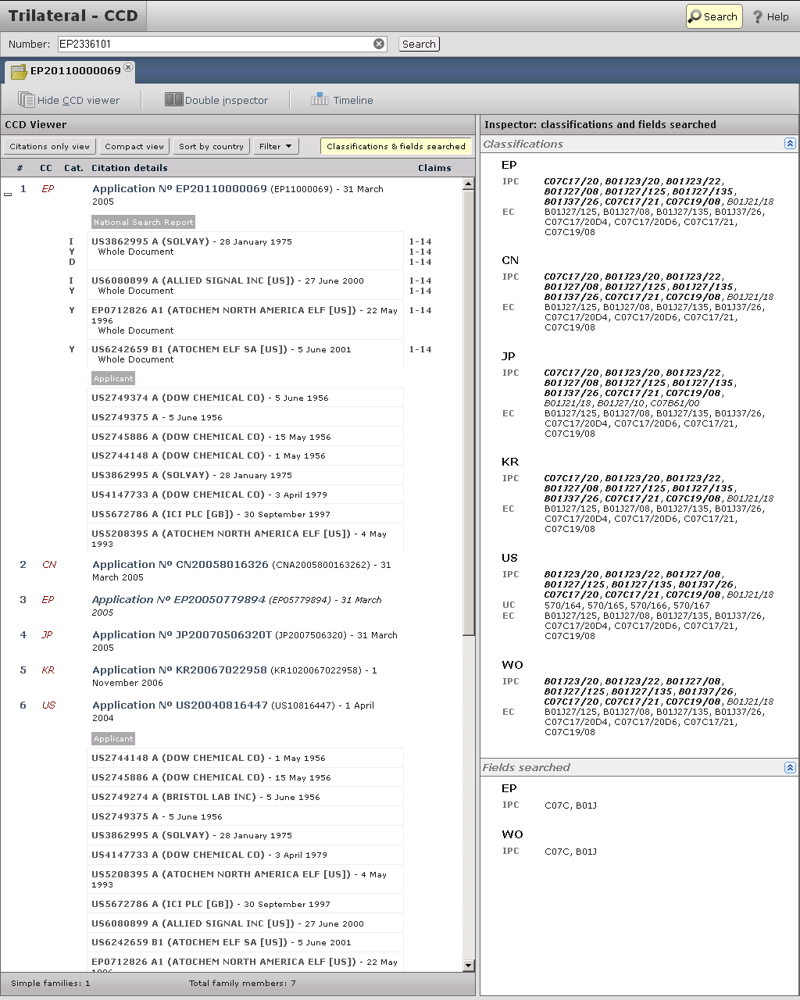 Trilateral - CCD
Search
? Help
Number: EP2336101
Search
EP20110000069
Hide CCD viewer
Double inspector
Timeline
CCD Viewer
Citations only view
Compact view
Sort by country
Filter
Classifications & fields searched
# CC Cat. Citation details Claims
1 EP Application Nº EP20110000069 (EP11000069) - 31 March
2005
National Search Report
I US3862995 A (SOLVAY) - 28 January 1975 1-14
Y Whole Document 1-14
D 1-14
I US6080899 A (ALLIED SIGNAL INC [US]) - 27 June 2000 1-14
Y Whole Document 1-14
Y EP0712826 A1 (ATOCHEM NORTH AMERICA ELF [US]) - 22 May 1-14
1996
Whole Document
Y US6242659 B1 (ATOCHEM ELF SA [US]) - 5 June 2001 1-14
Whole Document
Applicant
US2749374 A (DOW CHEMICAL CO) - 5 June 1956
US2749375 A - 5 June 1956
US2745886 A (DOW CHEMICAL CO) - 15 May 1956
US2744148 A (DOW CHEMICAL CO) - 1 May 1956
US3862995 A (SOLVAY) - 28 January 1975
US4147733 A (DOW CHEMICAL CO) - 3 April 1979
US5672786 A (ICI PLC [GB]) - 30 September 1997
US5208395 A (ATOCHEM NORTH AMERICA ELF [US]) - 4 May
1993
2 CN Application Nº CN20058016326 (CNA2005800163262) - 31
March 2005
3 EP Application Nº EP20050779894 (EP05779894) - 31 March
2005
4 JP Application Nº JP20070506320T (JP2007506320) - 31 March
2005
5 KR Application Nº KR20067022958 (KR1020067022958) - 1
November 2006
6 US Application Nº US20040816447 (US10816447) - 1 April
2004
Applicant
US2744148 A (DOW CHEMICAL CO) - 1 May 1956
US2745886 A (DOW CHEMICAL CO) - 15 May 1956
US2749274 A (BRISTOL LAB INC) - 5 June 1956
US2749375 A - 5 June 1956
US3862995 A (SOLVAY) - 28 January 1975
US4147733 A (DOW CHEMICAL CO) - 3 April 1979
US5208395 A (ATOCHEM NORTH AMERICA ELF [US]) - 4 May
1993
US5672786 A (ICI PLC [GB]) - 30 September 1997
US6080899 A (ALLIED SIGNAL INC [US]) - 27 June 2000
US6242659 B1 (ATOCHEM ELF SA [US]) - 5 June 2001
EP0712826 A1 (ATOCHEM NORTH AMERICA ELF [US]) - 22 May
Simple families: 1 Total family members: 7
Inspector: classifications and fields searched
Classifications
EP
IPC C07C17/20, B01J23/20, B01J23/22,
B01J27/08, B01J27/125, B01J27/135,
B01J37/26, C07C17/21, C07C19/08, B01J21/18
EC B01J27/125, B01J27/08, B01J27/135, B01J37/26,
C07C17/20D4, C07C17/20D6, C07C17/21,
C07C19/08
CN
IPC C07C17/20, B01J23/20, B01J23/22,
B01J27/08, B01J27/125, B01J27/135,
B01J37/26, C07C17/21, C07C19/08, B01J21/18
EC B01J27/125, B01J27/08, B01J27/135, B01J37/26,
C07C17/20D4, C07C17/20D6, C07C17/21,
C07C19/08
JP
IPC C07C17/20, B01J23/20, B01J23/22,
B01J27/08, B01J27/125, B01J27/135,
B01J37/26, C07C17/21, C07C19/08,
B01J21/18, B01J27/10, C07B61/00
EC B01J27/125, B01J27/08, B01J27/135, B01J37/26,
C07C17/20D4, C07C17/20D6, C07C17/21,
C07C19/08
KR
IPC C07C17/20, B01J23/20, B01J23/22,
B01J27/08, B01J27/125, B01J27/135,
B01J37/26, C07C17/21, C07C19/08, B01J21/18
EC B01J27/125, B01J27/08, B01J27/135, B01J37/26,
C07C17/20D4, C07C17/20D6, C07C17/21,
C07C19/08
US
IPC B01J23/20, B01J23/22, B01J27/08,
B01J27/125, B01J27/135, B01J37/26,
C07C17/20, C07C17/21, C07C19/08, B01J21/18
UC 570/164, 570/165, 570/166, 570/167
EC B01J27/125, B01J27/08, B01J27/135, B01J37/26,
C07C17/20D4, C07C17/20D6, C07C17/21,
C07C19/08
WO
IPC B01J23/20, B01J23/22, B01J27/08,
B01J27/125, B01J27/135, B01J37/26,
C07C17/20, C07C17/21, C07C19/08, B01J21/18
EC B01J27/125, B01J27/08, B01J27/135, B01J37/26,
C07C17/20D4, C07C17/20D6, C07C17/21,
C07C19/08
Fields searched
EP
IPC C07C, B01J
WO
IPC C07C, B01J